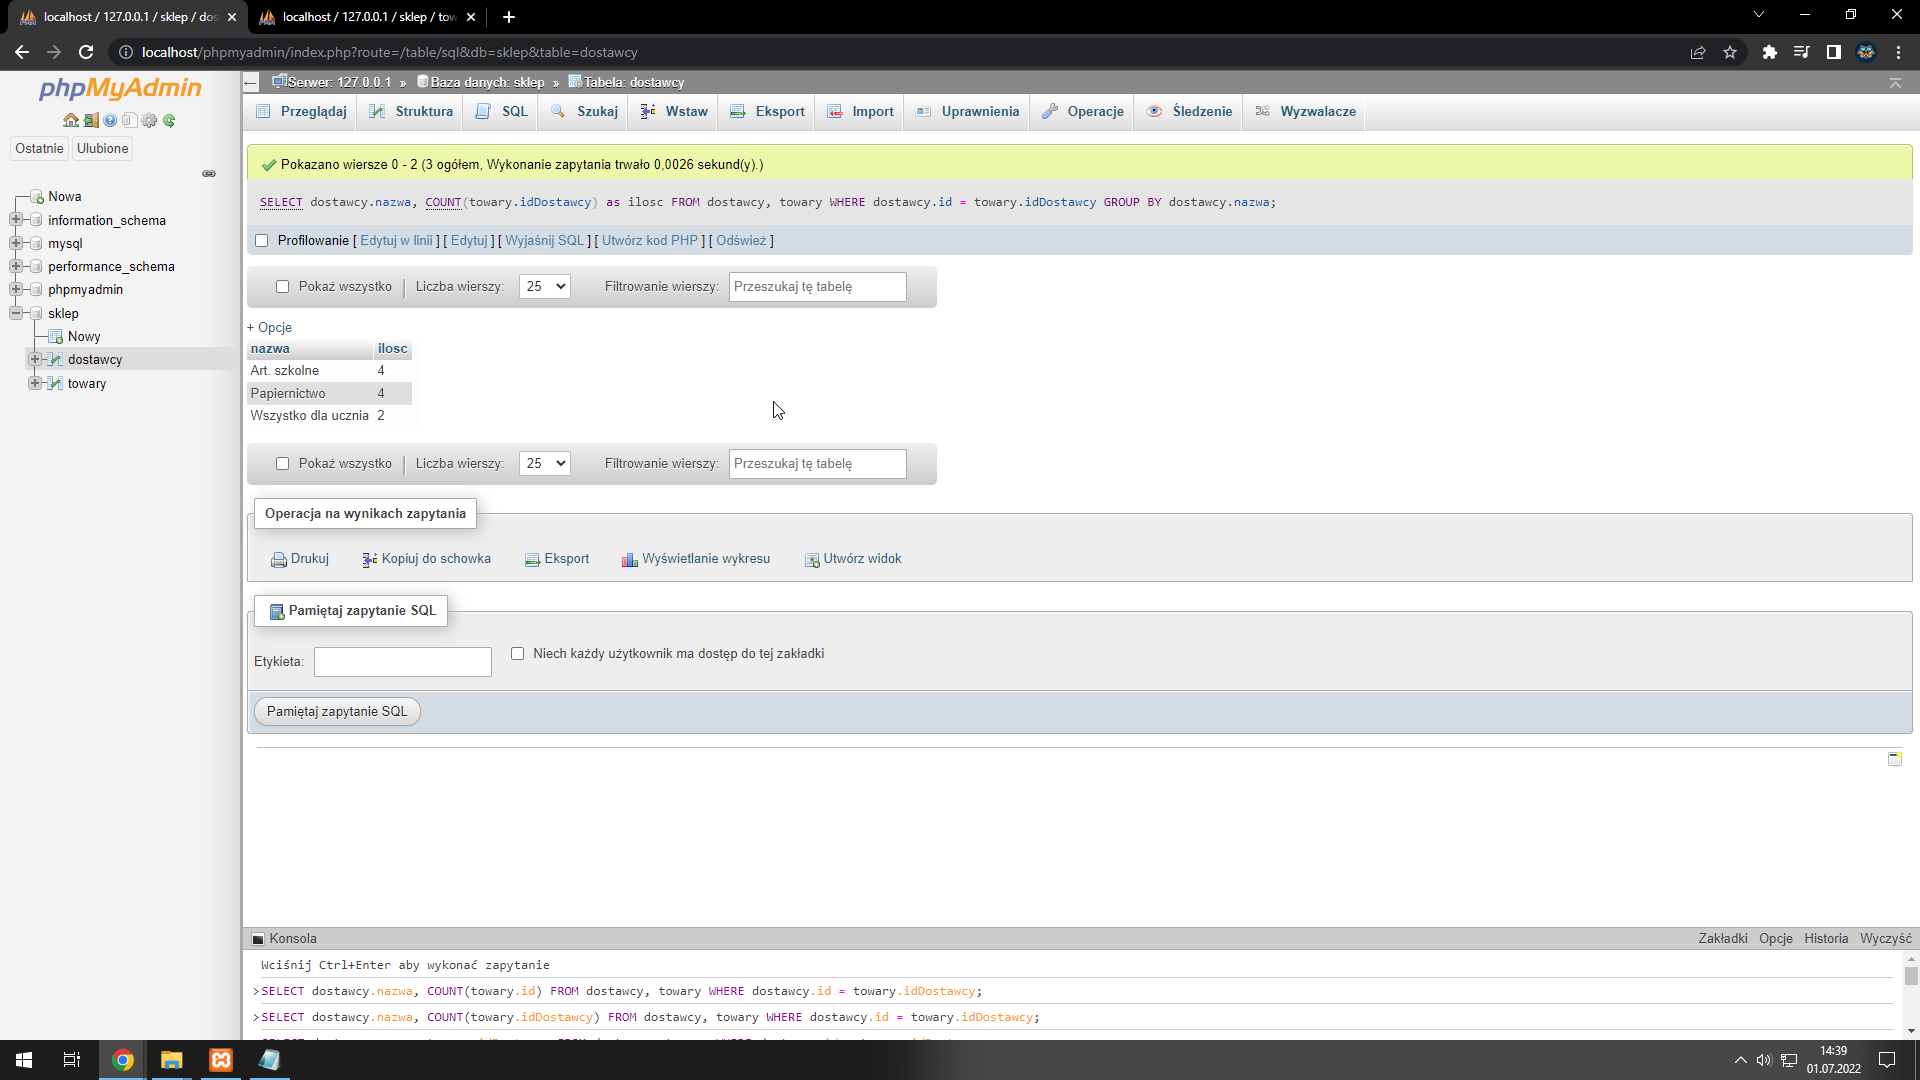 localhost / 127.0.0.1 / sklep / dos
localhost / 127.0.0.1 / sklep / tow
localhost/phpmyadmin/index.php?route=/table/sql&db=sklep&table=dostawcy
phpMyAdmin
Ostatnie Ulubione
Nowa
information_schema
mysql
performance_schema
phpmyadmin
sklep
Nowy
dostawcy
towary
Serwer: 127.0.0.1 » Baza danych: sklep » Tabela: dostawcy
Przeglądaj Struktura SQL Szukaj Wstaw Eksport Import Uprawnienia Operacje Śledzenie Wyzwalacze
Pokazano wiersze 0 - 2 (3 ogółem, Wykonanie zapytania trwało 0,0026 sekund(y).)
SELECT dostawcy.nazwa, COUNT(towary.idDostawcy) as ilosc FROM dostawcy, towary WHERE dostawcy.id = towary.idDostawcy GROUP BY dostawcy.nazwa;
Profilowanie [ Edytuj w linii ] [ Edytuj ] [ Wyjaśnij SQL ] [ Utwórz kod PHP ] [ Odśwież ]
Pokaż wszystko | Liczba wierszy: 25 Filtrowanie wierszy: Przeszukaj tę tabelę
+ Opcje
nazwa ilosc
Art. szkolne 4
Papiernictwo 4
Wszystko dla ucznia 2
Pokaż wszystko | Liczba wierszy: 25 Filtrowanie wierszy: Przeszukaj tę tabelę
Operacja na wynikach zapytania
Drukuj Kopiuj do schowka Eksport Wyświetlanie wykresu Utwórz widok
Pamiętaj zapytanie SQL
Etykieta: Niech każdy użytkownik ma dostęp do tej zakładki
Pamiętaj zapytanie SQL
Konsola Zakładki Opcje Historia Wyczyść
Wciśnij Ctrl+Enter aby wykonać zapytanie
>SELECT dostawcy.nazwa, COUNT(towary.id) FROM dostawcy, towary WHERE dostawcy.id = towary.idDostawcy;
>SELECT dostawcy.nazwa, COUNT(towary.idDostawcy) FROM dostawcy, towary WHERE dostawcy.id = towary.idDostawcy;
14:39
01.07.2022